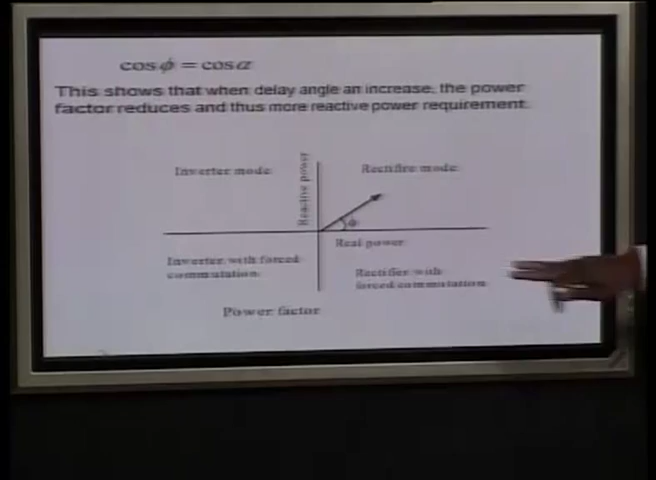 cos ϕ = cos α
This shows that when delay angle an increase, the power
factor reduces and thus more reactive power requirement.
Inverter mode
Reactive power
Rectifire mode
ϕ
Real power
Inverter with forced
commutation
Rectifier with
forced commutation
Power factor